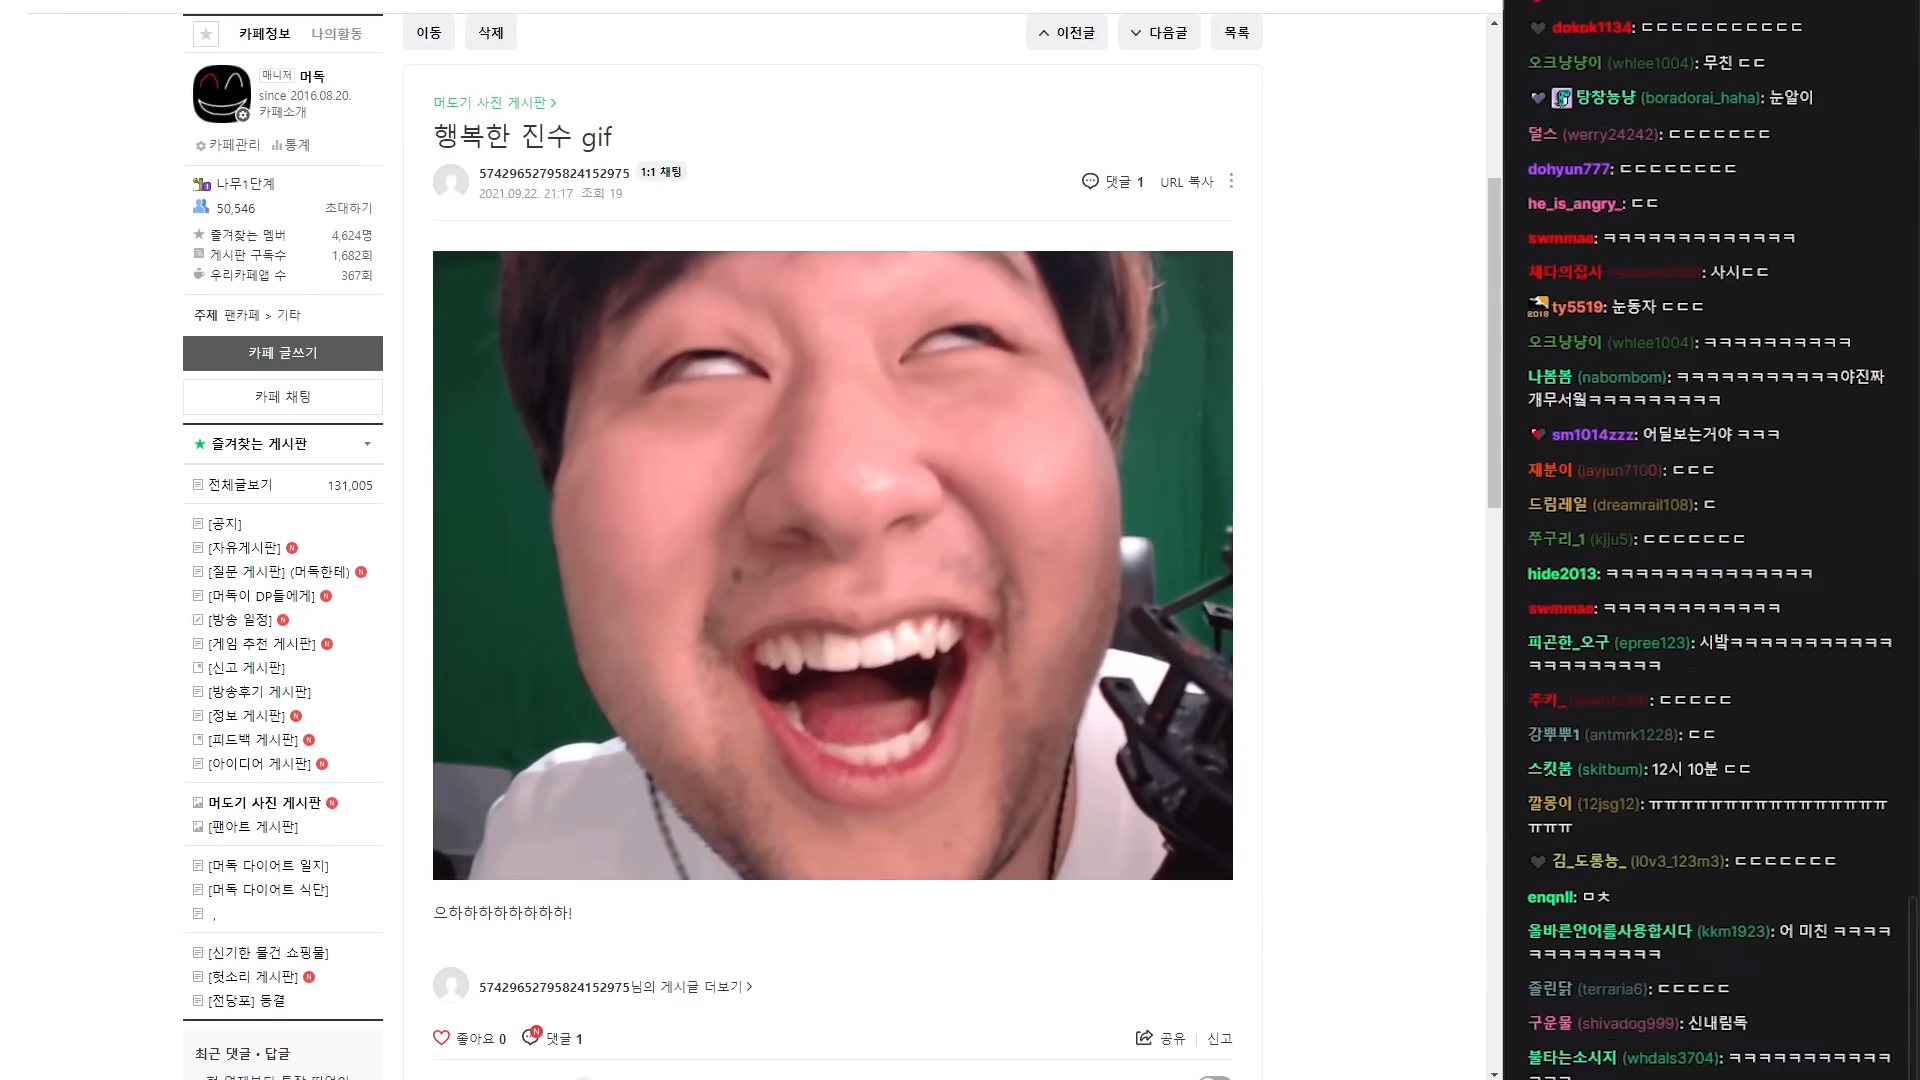 카페정보 나의활동
매니저 머독
since 2016.08.20.
카페소개
카페관리 통계
나무1단계
50,546 초대하기
즐겨찾는 멤버 4,624명
게시판 구독수 1,682회
우리카페앱 수 367회
주제 팬카페 > 기타
카페 글쓰기
카페 채팅
즐겨찾는 게시판
전체글보기 131,005
[공지]
[자유게시판] N
[질문 게시판] (머독한테) N
[머독이 DP들에게] N
[방송 일정] N
[게임 추천 게시판] N
[신고 게시판]
[방송후기 게시판]
[정보 게시판] N
[피드백 게시판] N
[아이디어 게시판] N
머도기 사진 게시판 N
[팬아트 게시판]
[머독 다이어트 일지]
[머독 다이어트 식단]
,
[신기한 물건 쇼핑몰]
[헛소리 게시판] N
[전당포] 동결
최근 댓글 • 답글
이동 삭제 이전글 다음글 목록
머도기 사진 게시판 >
행복한 진수 gif
57429652795824152975 1:1 채팅
2021.09.22. 21:17 조회 19
댓글 1 URL 복사
으하하하하하하하하!
57429652795824152975님의 게시글 더보기 >
좋아요 0 N 댓글 1 공유 신고
dokok1134: ㄷㄷㄷㄷㄷㄷㄷㄷㄷㄷㄷ
오크냥냥이 (whlee1004): 무친 ㄷㄷ
탕창뇽냥 (boradorai_haha): 눈알이
덜스 (werry24242): ㄷㄷㄷㄷㄷㄷㄷ
dohyun777: ㄷㄷㄷㄷㄷㄷㄷㄷ
he_is_angry_: ㄷㄷ
swmmae: ㅋㅋㅋㅋㅋㅋㅋㅋㅋㅋㅋㅋㅋ
채다의집사 : 사시ㄷㄷ
2018 ty5519: 눈동자 ㄷㄷㄷ
오크냥냥이 (whlee1004): ㅋㅋㅋㅋㅋㅋㅋㅋㅋㅋ
나봄봄 (nabombom): ㅋㅋㅋㅋㅋㅋㅋㅋㅋㅋㅋ야진짜
개무서웤ㅋㅋㅋㅋㅋㅋㅋㅋㅋ
sm1014zzz: 어딜보는거야 ㅋㅋㅋ
재분이 (jayjun7100): ㄷㄷㄷ
드림레일 (dreamrail108): ㄷ
쭈구리_1 (kjju5): ㄷㄷㄷㄷㄷㄷㄷ
hide2013: ㅋㅋㅋㅋㅋㅋㅋㅋㅋㅋㅋㅋㅋㅋ
swmmae: ㅋㅋㅋㅋㅋㅋㅋㅋㅋㅋㅋㅋ
피곤한_오구 (epree123): 시밬ㅋㅋㅋㅋㅋㅋㅋㅋㅋㅋㅋ
ㅋㅋㅋㅋㅋㅋㅋㅋㅋ
추카_ : ㄷㄷㄷㄷㄷ
강뿌뿌1 (antmrk1228): ㄷㄷ
스킷붐 (skitbum): 12시 10분 ㄷㄷ
깔몽이 (12jsg12): ㅠㅠㅠㅠㅠㅠㅠㅠㅠㅠㅠㅠㅠㅠㅠㅠ
ㅠㅠㅠ
김_도롱뇽_ (l0v3_123m3): ㄷㄷㄷㄷㄷㄷㄷ
enqnll: ㅁㅊ
올바른언어를사용합시다 (kkm1923): 어 미친 ㅋㅋㅋㅋ
ㅋㅋㅋㅋㅋㅋㅋㅋㅋ
졸린닭 (terraria6): ㄷㄷㄷㄷㄷ
구운물 (shivadog999): 신내림독
불타는소시지 (whdals3704): ㅋㅋㅋㅋㅋㅋㅋㅋㅋㅋㅋ